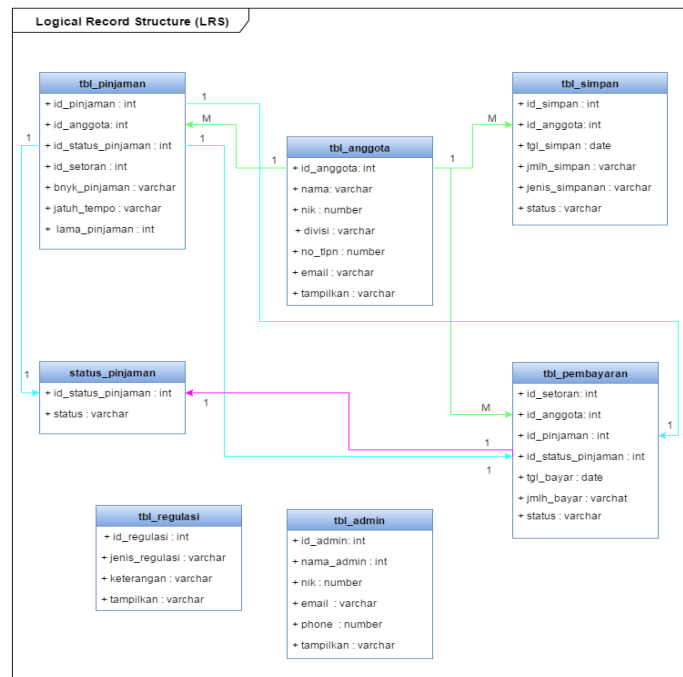 Logical Record Structure (LRS)
tbl_pinjaman
+ id_pinjaman : int
+ id_anggota: int
+ id_status_pinjaman : int
+ id_setoran : int
+ bnyk_pinjaman : varchar
+ jatuh_tempo : varchar
+ lama_pinjaman : int
1
1
1
M
1
tbl_anggota
+ id_anggota: int
+ nama: varchar
+ nik : number
+ divisi : varchar
+ no_tlpn : number
+ email : varchar
+ tampilkan : varchar
1
M
tbl_simpan
+ id_simpan : int
+ id_anggota: int
+ tgl_simpan : date
+ jmlh_simpan : varchar
+ jenis_simpanan : varchar
+ status : varchar
1
status_pinjaman
+ id_status_pinjaman : int
+ status : varchar
1
M
1
1
1
tbl_pembayaran
+ id_setoran: int
+ id_anggota: int
+ id_pinjaman : int
+ id_status_pinjaman : int
+ tgl_bayar : date
+ jmlh_bayar : varchat
+ status : varchar
tbl_regulasi
+ id_regulasi : int
+ jenis_regulasi : varchar
+ keterangan : varchar
+ tampilkan : varchar
tbl_admin
+ id_admin: int
+ nama_admin : int
+ nik : number
+ email : varchar
+ phone : number
+ tampilkan : varchar